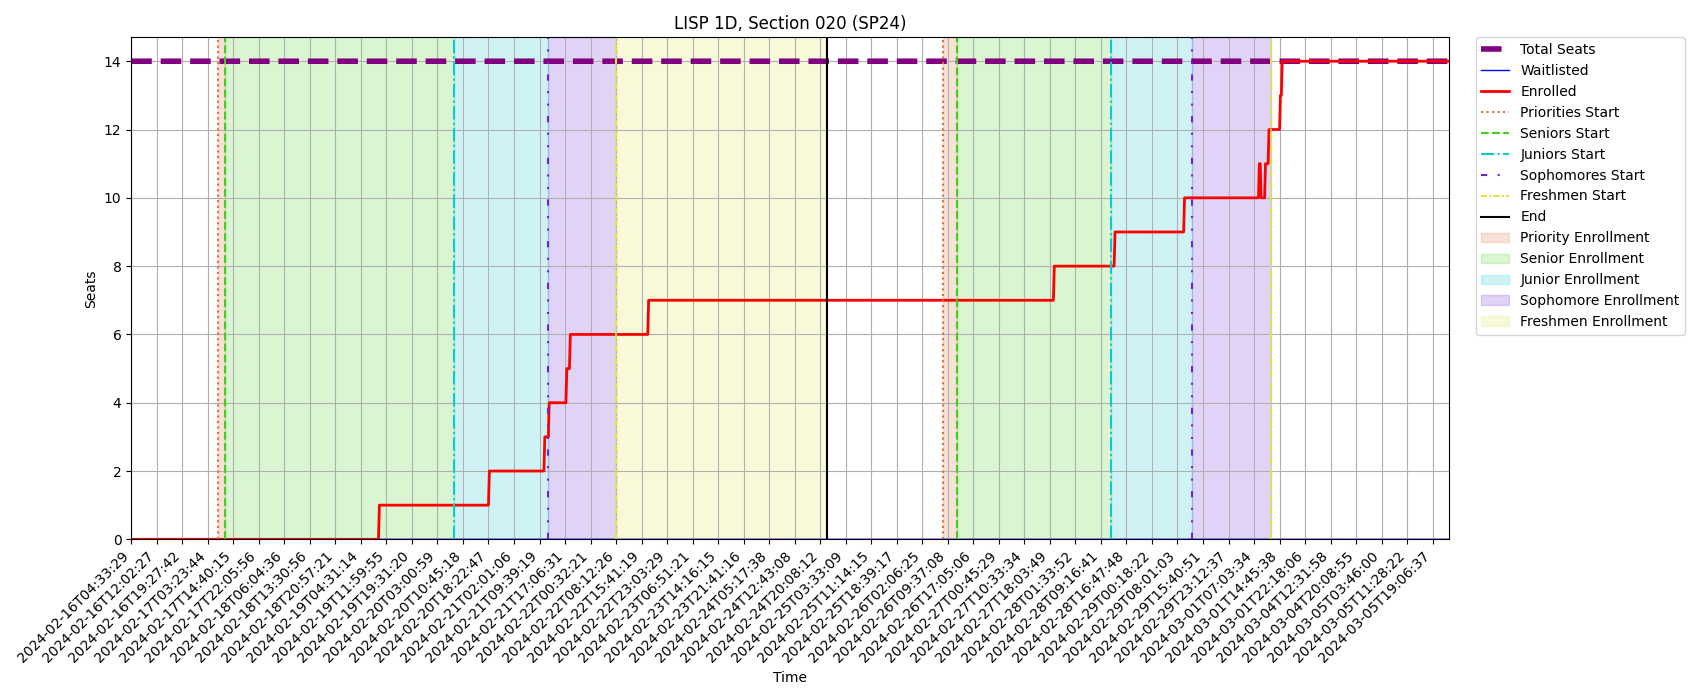 LISP 1D, Section 020 (SP24)
Seats
14
12
10
8
6
4
2
0
2024-02-16T04:33:29
2024-02-16T12:02:27
2024-02-16T19:27:42
2024-02-17T03:23:44
2024-02-17T14:40:15
2024-02-17T22:05:56
2024-02-18T06:04:36
2024-02-18T13:30:56
2024-02-18T20:57:21
2024-02-19T04:31:14
2024-02-19T11:59:55
2024-02-19T19:31:20
2024-02-20T03:00:59
2024-02-20T10:45:18
2024-02-20T18:22:47
2024-02-21T02:01:06
2024-02-21T09:39:19
2024-02-21T17:06:31
2024-02-22T00:32:21
2024-02-22T08:12:26
2024-02-22T15:41:19
2024-02-22T23:03:29
2024-02-23T06:51:21
2024-02-23T14:16:15
2024-02-23T21:41:16
2024-02-24T05:17:38
2024-02-24T12:43:08
2024-02-24T20:08:12
2024-02-25T03:33:09
2024-02-25T11:14:15
2024-02-25T18:39:17
2024-02-26T02:06:25
2024-02-26T09:37:08
2024-02-26T17:05:06
2024-02-27T00:45:29
2024-02-27T10:33:34
2024-02-27T18:03:49
2024-02-28T01:33:52
2024-02-28T09:16:41
2024-02-28T16:47:48
2024-02-29T00:18:22
2024-02-29T08:01:03
2024-02-29T15:40:51
2024-02-29T23:12:37
2024-03-01T07:03:34
2024-03-01T14:45:38
2024-03-01T22:18:06
2024-03-04T12:31:58
2024-03-04T20:08:55
2024-03-05T03:46:00
2024-03-05T11:28:22
2024-03-05T19:06:37
Time
Total Seats
Waitlisted
Enrolled
Priorities Start
Seniors Start
Juniors Start
Sophomores Start
Freshmen Start
End
Priority Enrollment
Senior Enrollment
Junior Enrollment
Sophomore Enrollment
Freshmen Enrollment